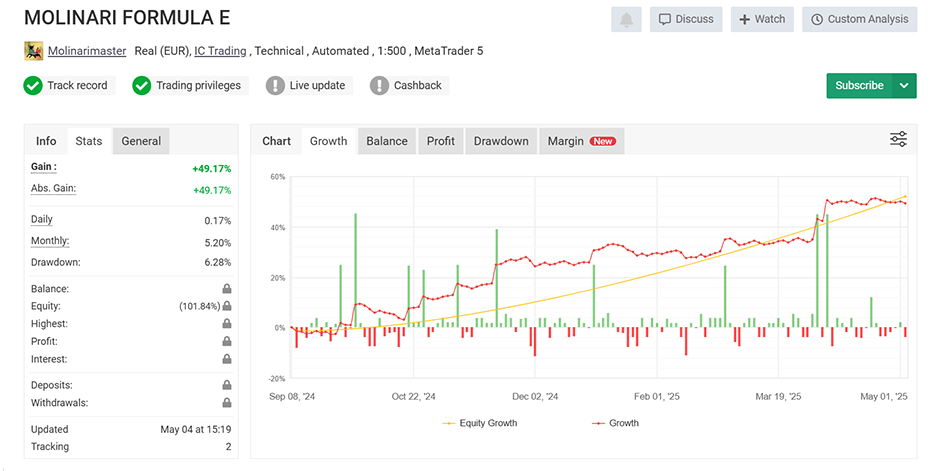 MOLINARI FORMULA E
Discuss
Watch
Custom Analysis
Molinarimaster Real (EUR), IC Trading , Technical , Automated , 1:500 , MetaTrader 5
Track record
Trading privileges
Live update
Cashback
Subscribe
Info Stats General
Gain : +49.17%
Abs. Gain: +49.17%
Daily 0.17%
Monthly: 5.20%
Drawdown: 6.28%
Balance:
Equity: (101.84%)
Highest:
Profit:
Interest:
Deposits:
Withdrawals:
Updated May 04 at 15:19
Tracking 2
Chart Growth Balance Profit Drawdown Margin New
60%
40%
20%
0%
-20%
Sep 08, '24 Oct 22, '24 Dec 02, '24 Feb 01, '25 Mar 19, '25 May 01, '25
Equity Growth Growth